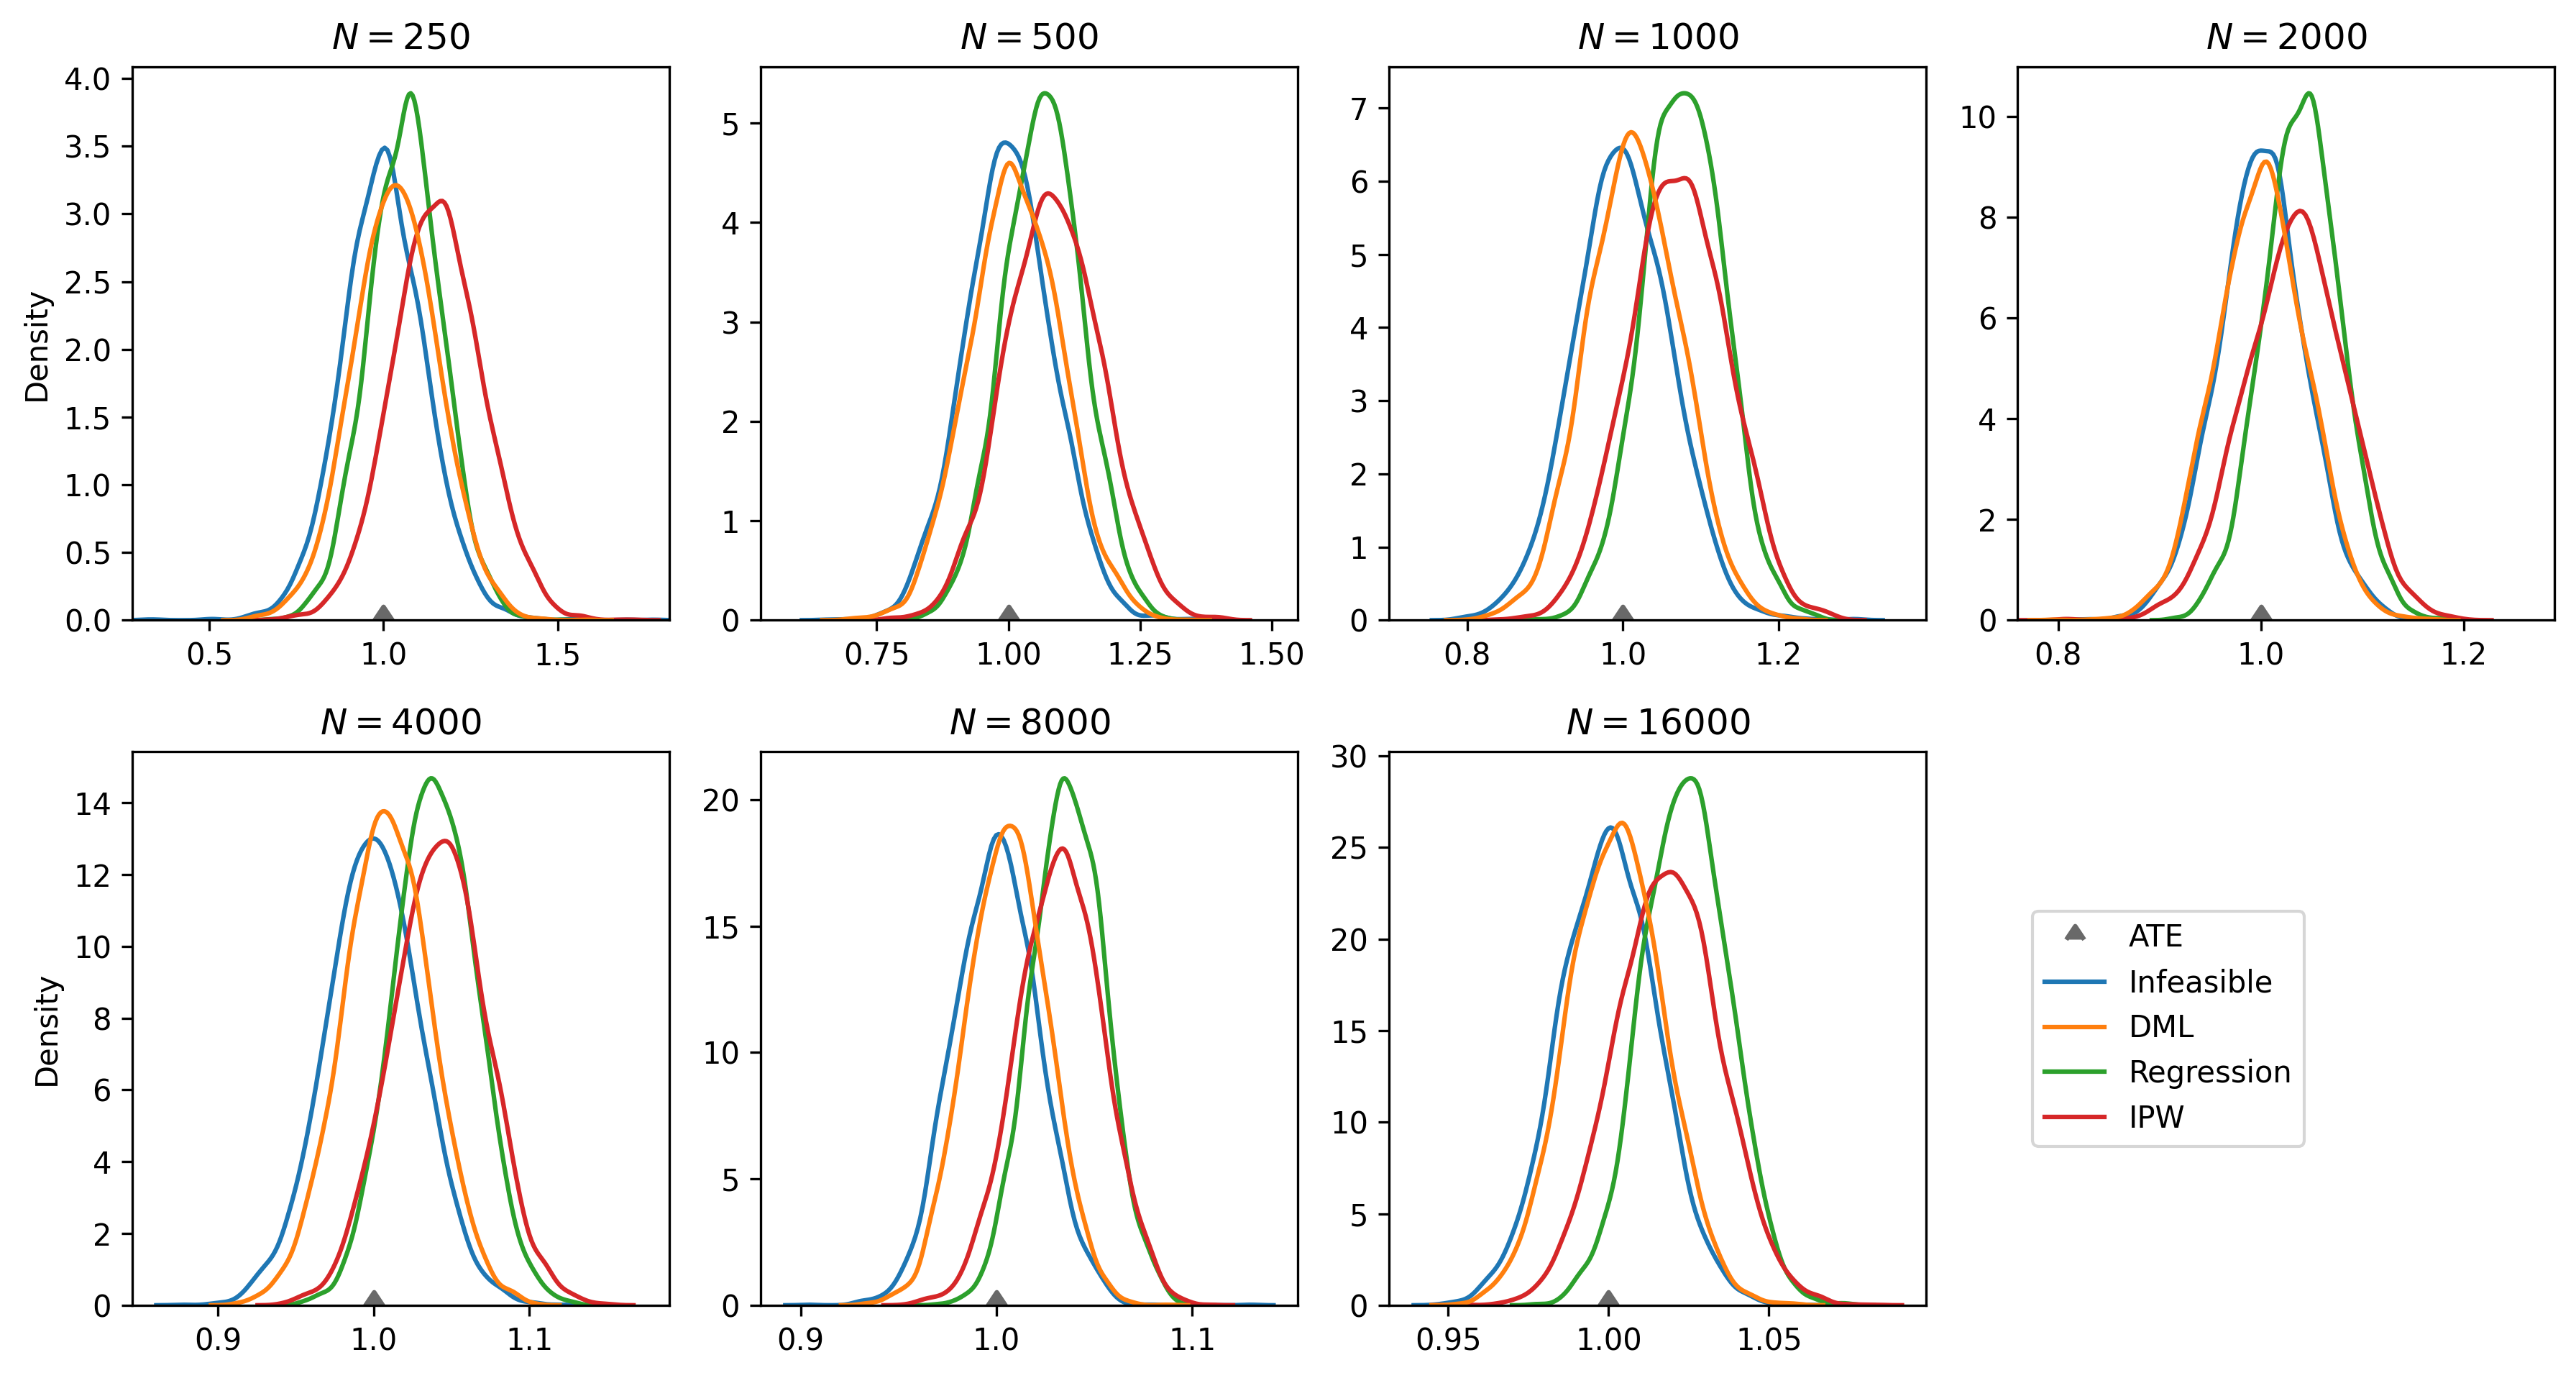 N = 250
N = 500
N = 1000
N = 2000
4.0
3.5
3.0
2.5
2.0
1.5
1.0
0.5
0.0
Density
0.5 1.0 1.5
5
4
3
2
1
0
0.75 1.00 1.25 1.50
7
6
5
4
3
2
1
0
0.8 1.0 1.2
10
8
6
4
2
0
0.8 1.0 1.2
N = 4000
N = 8000
N = 16000
14
12
10
8
6
4
2
0
Density
0.9 1.0 1.1
20
15
10
5
0
0.9 1.0 1.1
30
25
20
15
10
5
0
0.95 1.00 1.05
ATE
Infeasible
DML
Regression
IPW